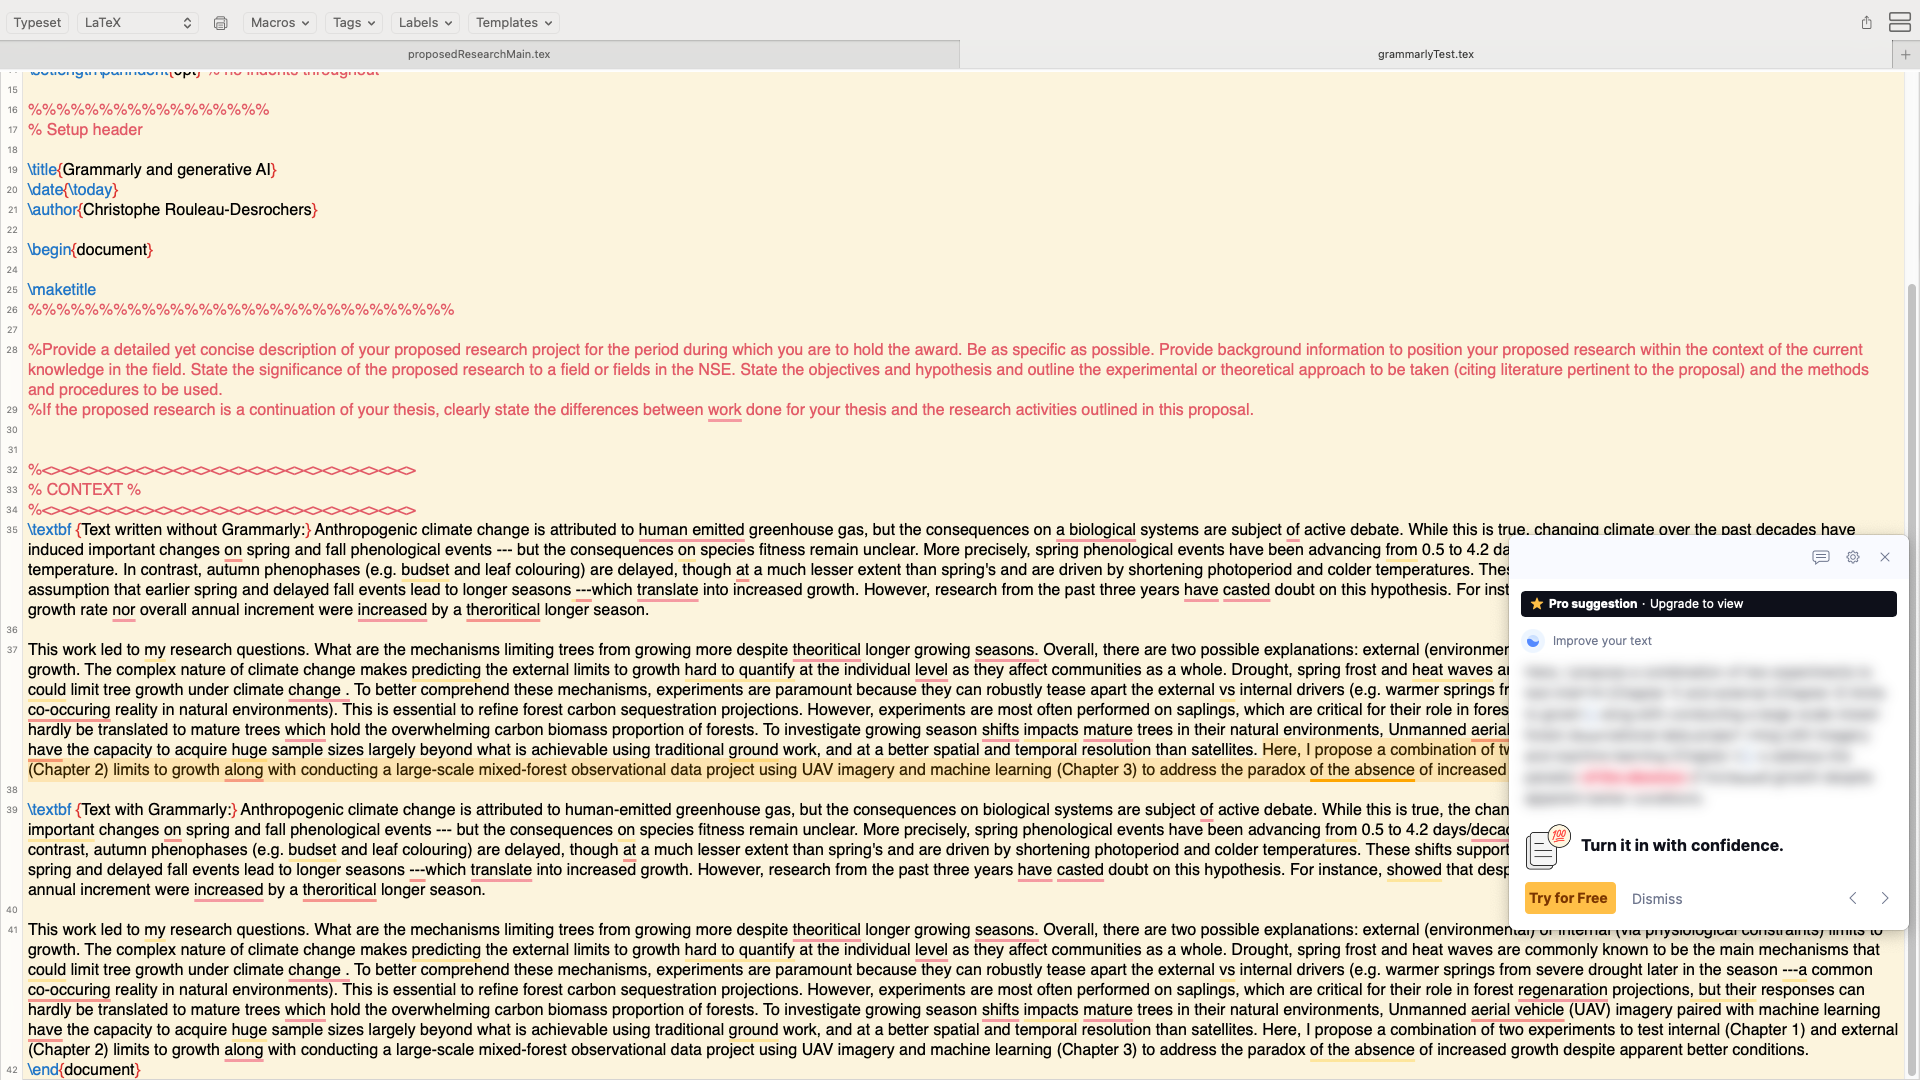 Typeset LaTeX Macros Tags Labels Templates
proposedResearchMain.tex grammarlyTest.tex
15
16 %%%%%%%%%%%%%%%%%
17 % Setup header
18
19 \title{Grammarly and generative AI}
20 \date{\today}
21 \author{Christophe Rouleau-Desrochers}
22
23 \begin{document}
24
25 \maketitle
26 %%%%%%%%%%%%%%%%%%%%%%%%%%%%%%
27
28 %Provide a detailed yet concise description of your proposed research project for the period during which you are to hold the award. Be as specific as possible. Provide background information to position your proposed research within the context of the current
knowledge in the field. State the significance of the proposed research to a field or fields in the NSE. State the objectives and hypothesis and outline the experimental or theoretical approach to be taken (citing literature pertinent to the proposal) and the methods
and procedures to be used.
29 %If the proposed research is a continuation of your thesis, clearly state the differences between work done for your thesis and the research activities outlined in this proposal.
30
31
32 %<><><><><><><><><><><><><><><><><><><><>
33 % CONTEXT %
34 %<><><><><><><><><><><><><><><><><><><><>
35 \textbf {Text written without Grammarly:} Anthropogenic climate change is attributed to human emitted greenhouse gas, but the consequences on a biological systems are subject of active debate. While this is true, changing climate over the past decades have
induced important changes on spring and fall phenological events --- but the consequences on species fitness remain unclear. More precisely, spring phenological events have been advancing from 0.5 to 4.2 da
temperature. In contrast, autumn phenophases (e.g. budset and leaf colouring) are delayed, though at a much lesser extent than spring's and are driven by shortening photoperiod and colder temperatures. Thes
assumption that earlier spring and delayed fall events lead to longer seasons ---which translate into increased growth. However, research from the past three years have casted doubt on this hypothesis. For inst
growth rate nor overall annual increment were increased by a theroritical longer season.
36
37 This work led to my research questions. What are the mechanisms limiting trees from growing more despite theoritical longer growing seasons. Overall, there are two possible explanations: external (environmer
growth. The complex nature of climate change makes predicting the external limits to growth hard to quantify at the individual level as they affect communities as a whole. Drought, spring frost and heat waves ar
could limit tree growth under climate change . To better comprehend these mechanisms, experiments are paramount because they can robustly tease apart the external vs internal drivers (e.g. warmer springs fr
co-occuring reality in natural environments). This is essential to refine forest carbon sequestration projections. However, experiments are most often performed on saplings, which are critical for their role in fores
hardly be translated to mature trees which hold the overwhelming carbon biomass proportion of forests. To investigate growing season shifts impacts mature trees in their natural environments, Unmanned aerial
have the capacity to acquire huge sample sizes largely beyond what is achievable using traditional ground work, and at a better spatial and temporal resolution than satellites. Here, I propose a combination of tv
(Chapter 2) limits to growth along with conducting a large-scale mixed-forest observational data project using UAV imagery and machine learning (Chapter 3) to address the paradox of the absence of increased
38
39 \textbf {Text with Grammarly:} Anthropogenic climate change is attributed to human-emitted greenhouse gas, but the consequences on biological systems are subject of active debate. While this is true, the chan
important changes on spring and fall phenological events --- but the consequences on species fitness remain unclear. More precisely, spring phenological events have been advancing from 0.5 to 4.2 days/decad
contrast, autumn phenophases (e.g. budset and leaf colouring) are delayed, though at a much lesser extent than spring's and are driven by shortening photoperiod and colder temperatures. These shifts support
spring and delayed fall events lead to longer seasons ---which translate into increased growth. However, research from the past three years have casted doubt on this hypothesis. For instance, showed that desp
annual increment were increased by a theroritical longer season.
40
41 This work led to my research questions. What are the mechanisms limiting trees from growing more despite theoritical longer growing seasons. Overall, there are two possible explanations: external (environmental) or internal (via physiological constraints) limits to
growth. The complex nature of climate change makes predicting the external limits to growth hard to quantify at the individual level as they affect communities as a whole. Drought, spring frost and heat waves are commonly known to be the main mechanisms that
could limit tree growth under climate change . To better comprehend these mechanisms, experiments are paramount because they can robustly tease apart the external vs internal drivers (e.g. warmer springs from severe drought later in the season ---a common
co-occuring reality in natural environments). This is essential to refine forest carbon sequestration projections. However, experiments are most often performed on saplings, which are critical for their role in forest regenaration projections, but their responses can
hardly be translated to mature trees which hold the overwhelming carbon biomass proportion of forests. To investigate growing season shifts impacts mature trees in their natural environments, Unmanned aerial vehicle (UAV) imagery paired with machine learning
have the capacity to acquire huge sample sizes largely beyond what is achievable using traditional ground work, and at a better spatial and temporal resolution than satellites. Here, I propose a combination of two experiments to test internal (Chapter 1) and external
(Chapter 2) limits to growth along with conducting a large-scale mixed-forest observational data project using UAV imagery and machine learning (Chapter 3) to address the paradox of the absence of increased growth despite apparent better conditions.
42 \end{document}
Pro suggestion · Upgrade to view
Improve your text
100
Turn it in with confidence.
Try for Free Dismiss